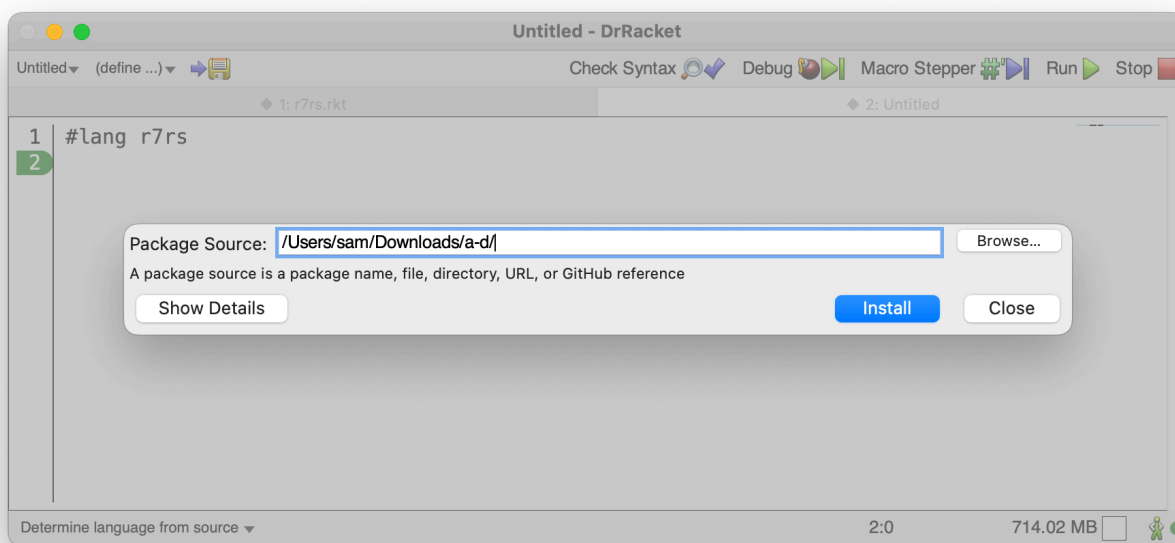 Untitled - DrRacket
Untitled (define ...) Check Syntax Debug Macro Stepper Run Stop
1: r7rs.rkt 2: Untitled
1 #lang r7rs
2
Package Source: /Users/sam/Downloads/a-d/ Browse...
A package source is a package name, file, directory, URL, or GitHub reference
Show Details Install Close
Determine language from source 2:0 714.02 MB